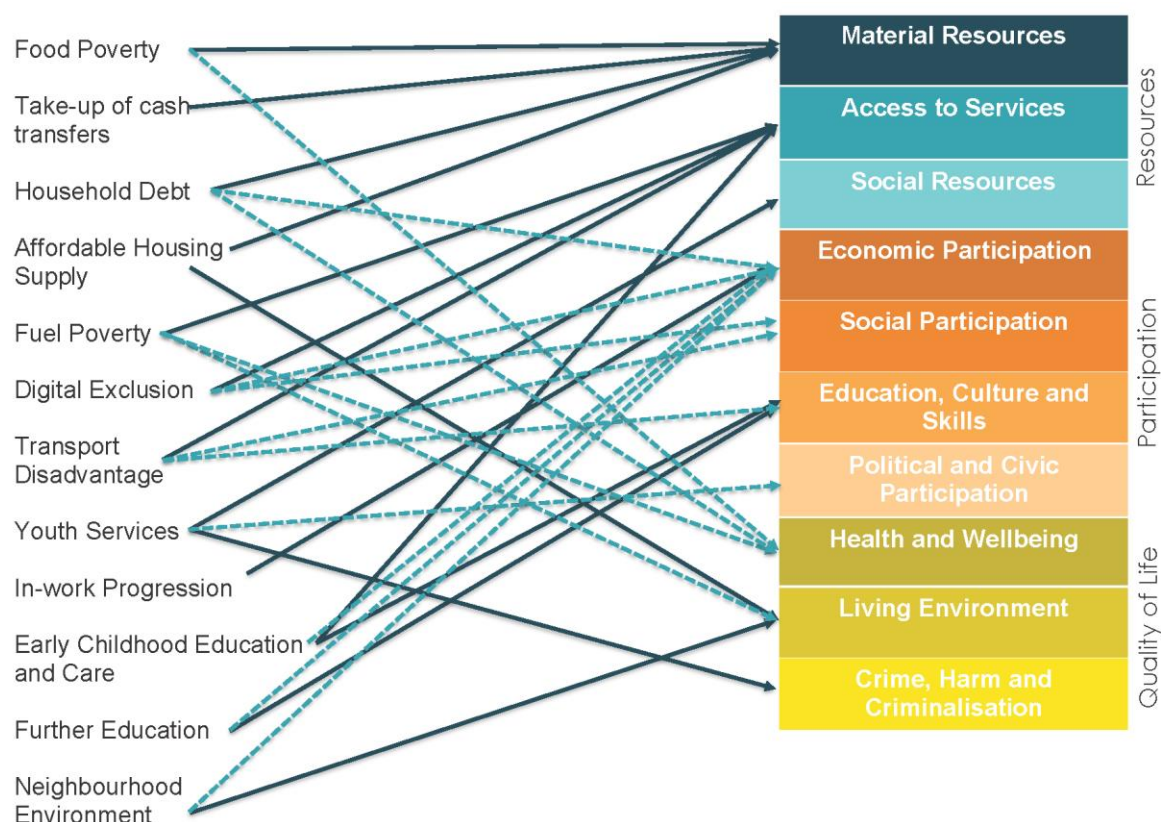 Food Poverty
Take-up of cash
transfers
Household Debt
Affordable Housing
Supply
Fuel Poverty
Digital Exclusion
Transport
Disadvantage
Youth Services
In-work Progression
Early Childhood Education
and Care
Further Education
Neighbourhood
Environment
Material Resources
Access to Services
Social Resources
Economic Participation
Social Participation
Education, Culture and
Skills
Political and Civic
Participation
Health and Wellbeing
Living Environment
Crime, Harm and
Criminalisation
Resources
Participation
Quality of Life